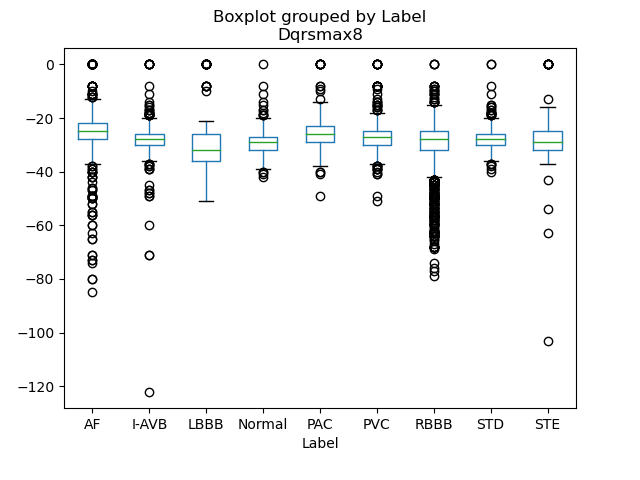 Boxplot grouped by Label
Dqrsmax8
0
−20
−40
−60
−80
−100
−120
AF I-AVB LBBB Normal PAC PVC RBBB STD STE
Label